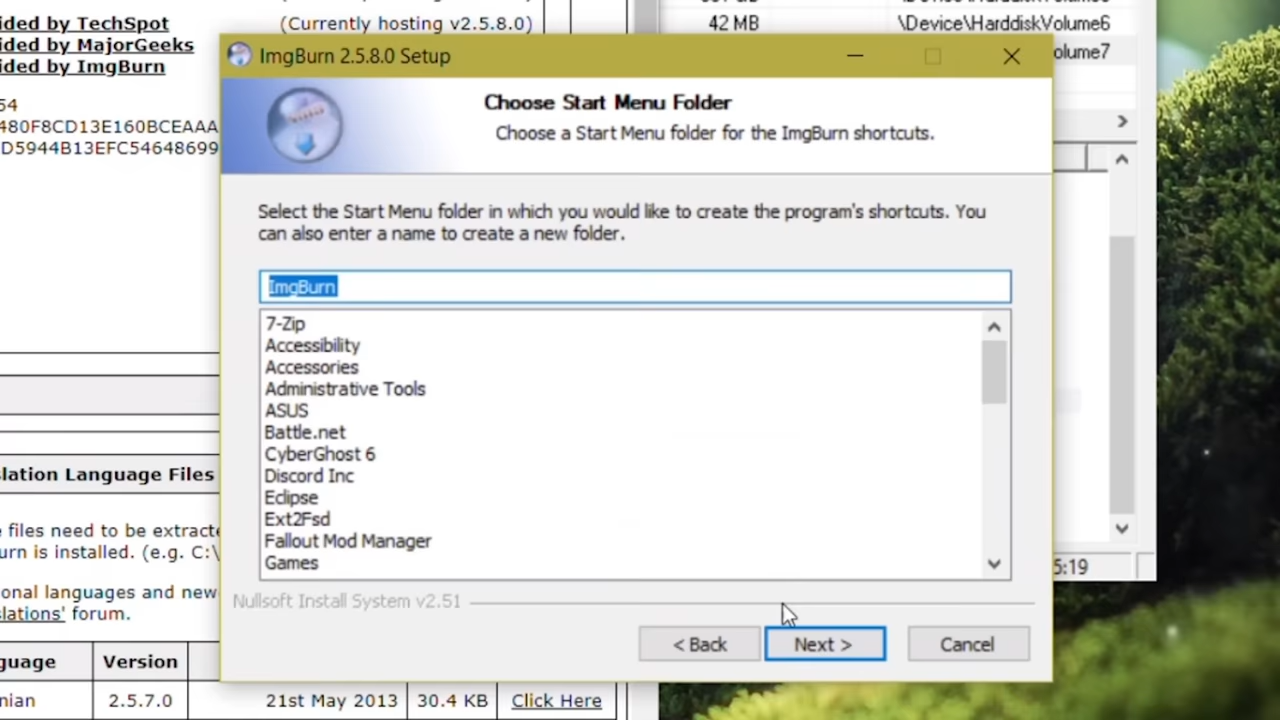 ided by TechSpot
(Currently hosting v2.5.8.0)
ided by MajorGeeks
ided by ImgBurn
54
480F8CD13E160BCEAAA
D5944B13EFC54648699
42 MB
\Device\HarddiskVolume6
olume7
ImgBurn 2.5.8.0 Setup
Choose Start Menu Folder
Choose a Start Menu folder for the ImgBurn shortcuts.
Select the Start Menu folder in which you would like to create the program's shortcuts. You
can also enter a name to create a new folder.
ImgBurn
7-Zip
Accessibility
Accessories
Administrative Tools
ASUS
Battle.net
CyberGhost 6
Discord Inc
Eclipse
Ext2Fsd
Fallout Mod Manager
Games
Nullsoft Install System v2.51
< Back
Next >
Cancel
5:19
lation Language Files
e files need to be extracte
urn is installed. (e.g. C:\
onal languages and new
slations' forum.
guage
Version
nian
2.5.7.0
21st May 2013
30.4 KB
Click Here